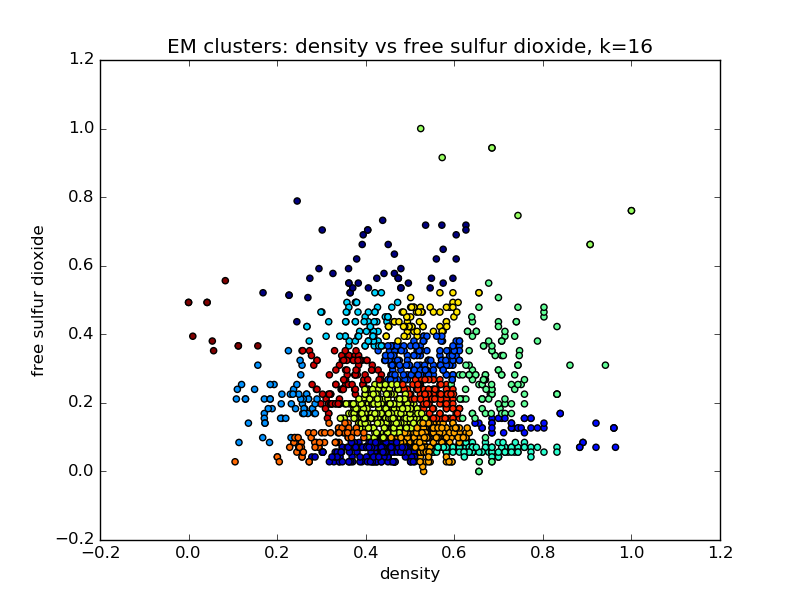 EM clusters: density vs free sulfur dioxide, k=16
1.2
1.0
0.8
0.6
0.4
0.2
0.0
−0.2
free sulfur dioxide
−0.2 0.0 0.2 0.4 0.6 0.8 1.0 1.2
density